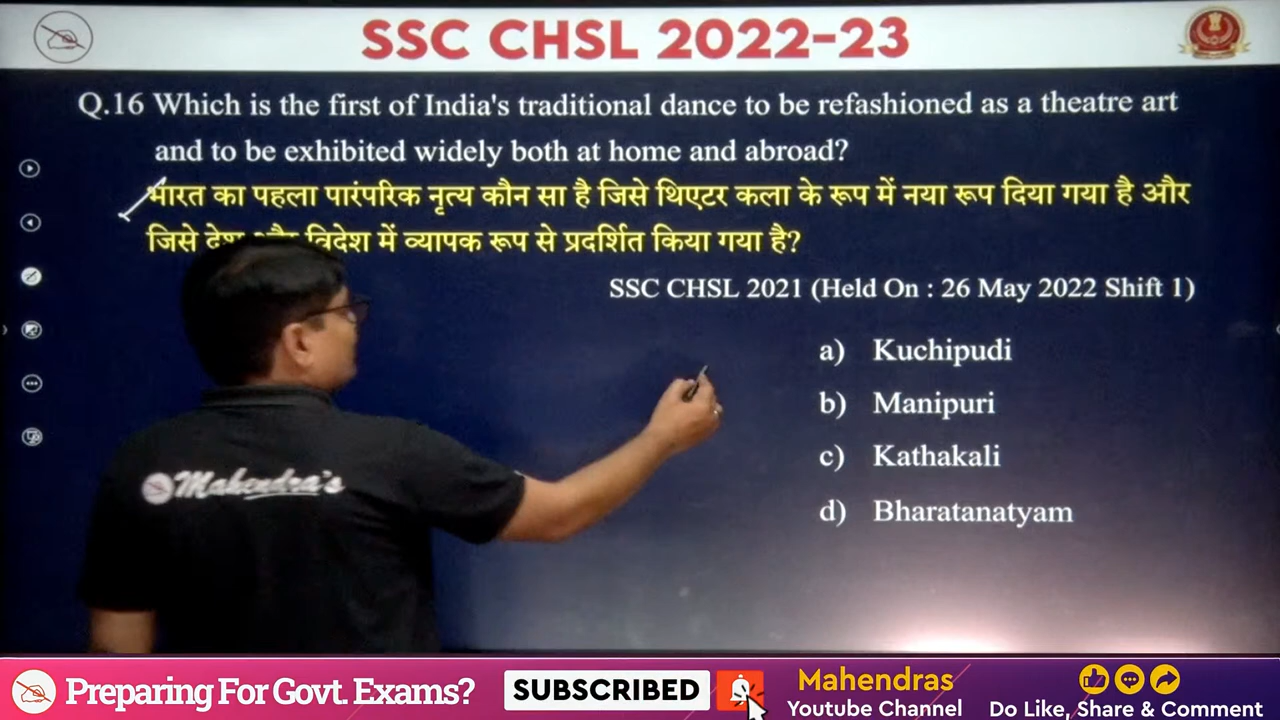 SSC CHSL 2022-23
Q.16 Which is the first of India's traditional dance to be refashioned as a theatre art
and to be exhibited widely both at home and abroad?
भारत का पहला पारंपरिक नृत्य कौन सा है जिसे थिएटर कला के रूप में नया रूप दिया गया है और
जिसे देश और विदेश में व्यापक रूप से प्रदर्शित किया गया है?
SSC CHSL 2021 (Held On : 26 May 2022 Shift 1)
a) Kuchipudi
b) Manipuri
c) Kathakali
d) Bharatanatyam
Mahendra's
Preparing For Govt. Exams?
SUBSCRIBED
Mahendras
Youtube Channel
Do Like, Share & Comment